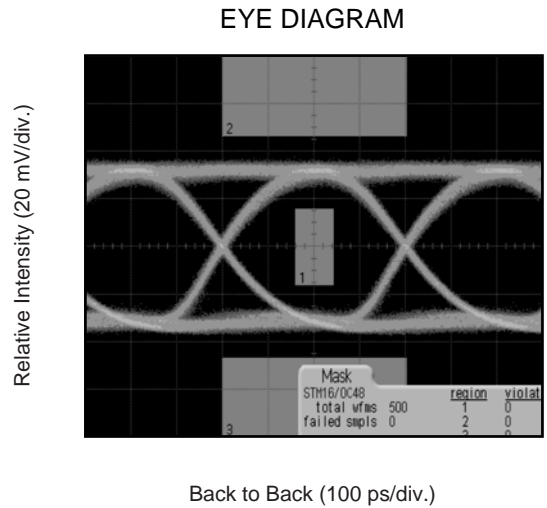 EYE DIAGRAM
Relative Intensity (20 mV/div.)
2
1
3
Mask
STM16/OC48 region violat
total wfms 500 1 0
failed smpls 0 2 0
Back to Back (100 ps/div.)